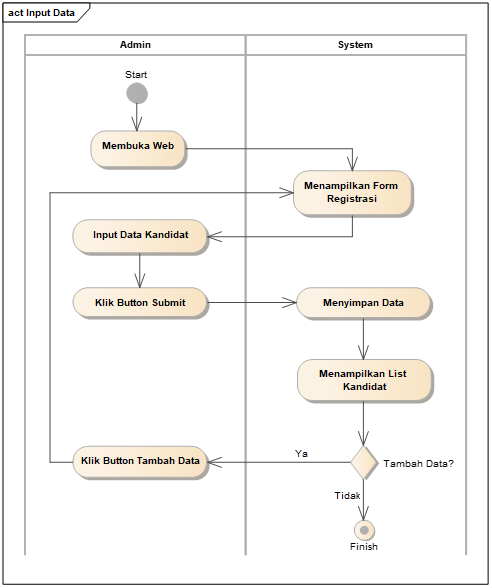 act Input Data
Admin
System
Start
Membuka Web
Menampilkan Form
Registrasi
Input Data Kandidat
Klik Button Submit
Menyimpan Data
Menampilkan List
Kandidat
Klik Button Tambah Data
Ya
Tambah Data?
Tidak
Finish